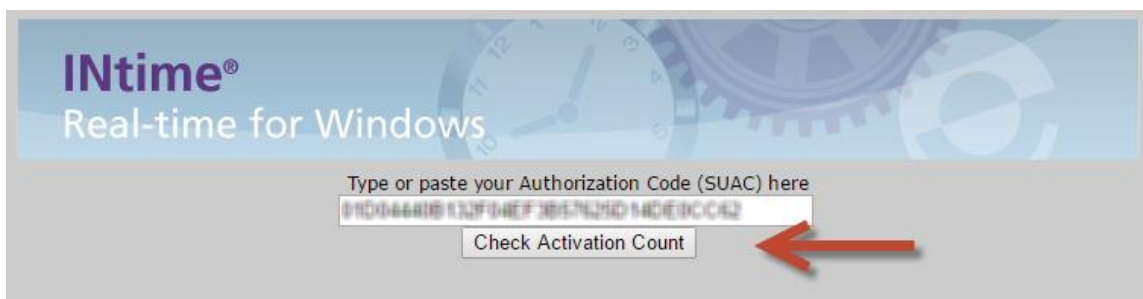 INtime®
Real-time for Windows
Type or paste your Authorization Code (SUAC) here
Check Activation Count